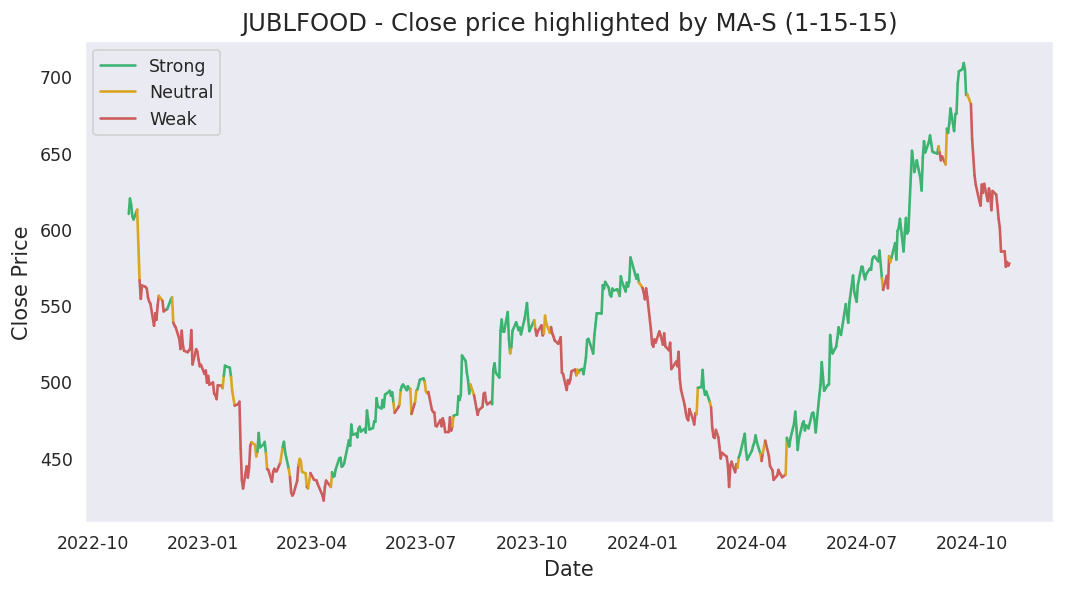 JUBLFOOD - Close price highlighted by MA-S (1-15-15)
Strong
Neutral
Weak
700
650
600
550
500
450
Close Price
2022-10 2023-01 2023-04 2023-07 2023-10 2024-01 2024-04 2024-07 2024-10
Date